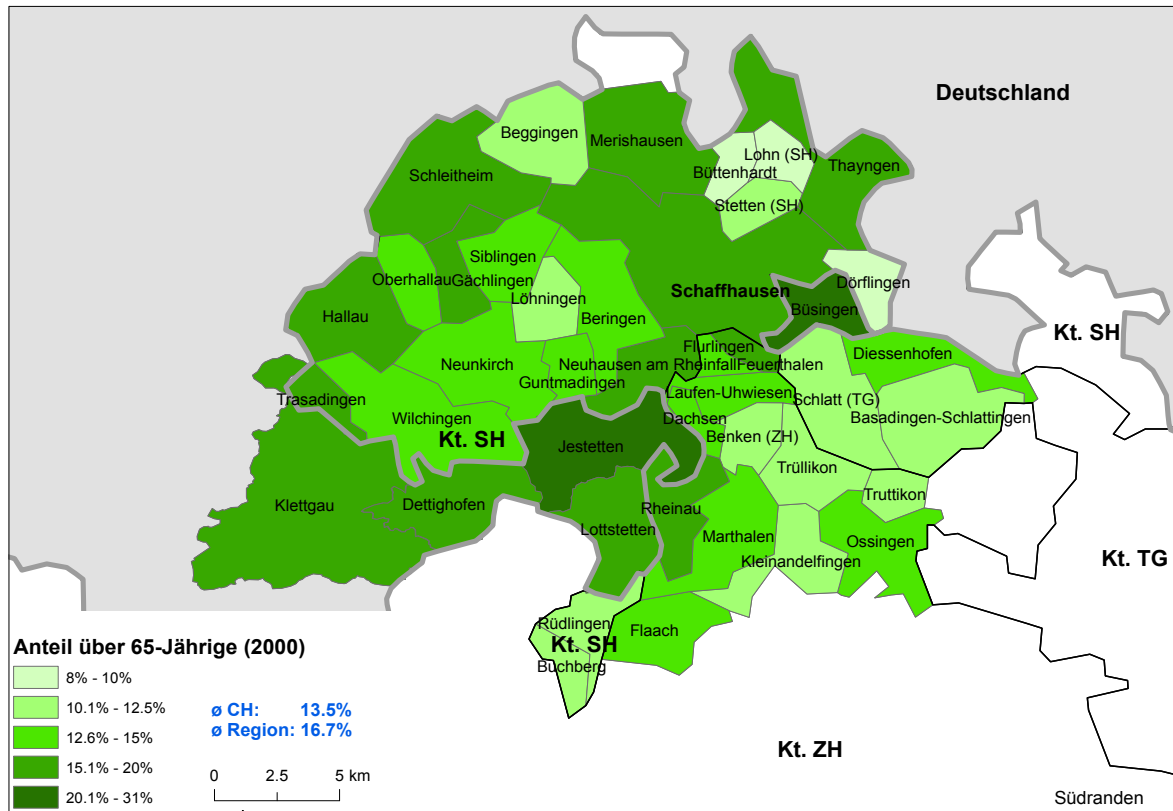 Deutschland
Beggingen
Merishausen
Lohn (SH)
Büttenhardt
Thayngen
Schleitheim
Stetten (SH)
Siblingen
Oberhallau
Gächlingen
Dörflingen
Schaffhausen
Löhningen
Büsingen
Hallau
Beringen
Kt. SH
Flurlingen
Diessenhofen
Neunkirch
Neuhausen am
Rheinfall
Feuerthalen
Guntmadingen
Laufen-Uhwiesen
Trasadingen
Schlatt (TG)
Wilchingen
Dachsen
Basadingen-Schlattingen
Kt. SH
Benken (ZH)
Jestetten
Trüllikon
Truttikon
Klettgau
Dettighofen
Rheinau
Lottstetten
Marthalen
Ossingen
Kleinandelfingen
Kt. TG
Rüdlingen
Flaach
Kt. SH
Buchberg
Kt. ZH
Anteil über 65-Jährige (2000)
8% - 10%
10.1% - 12.5%
12.6% - 15%
15.1% - 20%
20.1% - 31%
ø CH: 13.5%
ø Region: 16.7%
0 2.5 5 km
Südranden